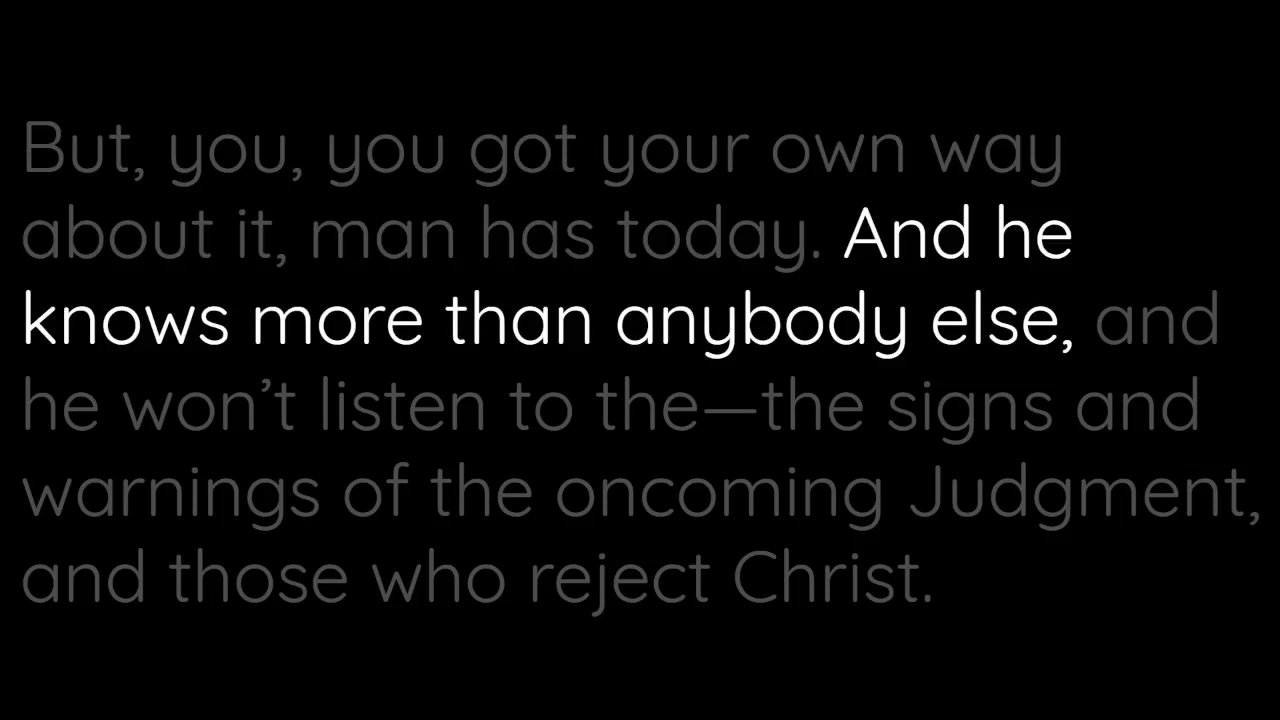 But, you, you got your own way
about it, man has today. And he
knows more than anybody else, and
he won’t listen to the—the signs and
warnings of the oncoming Judgment,
and those who reject Christ.